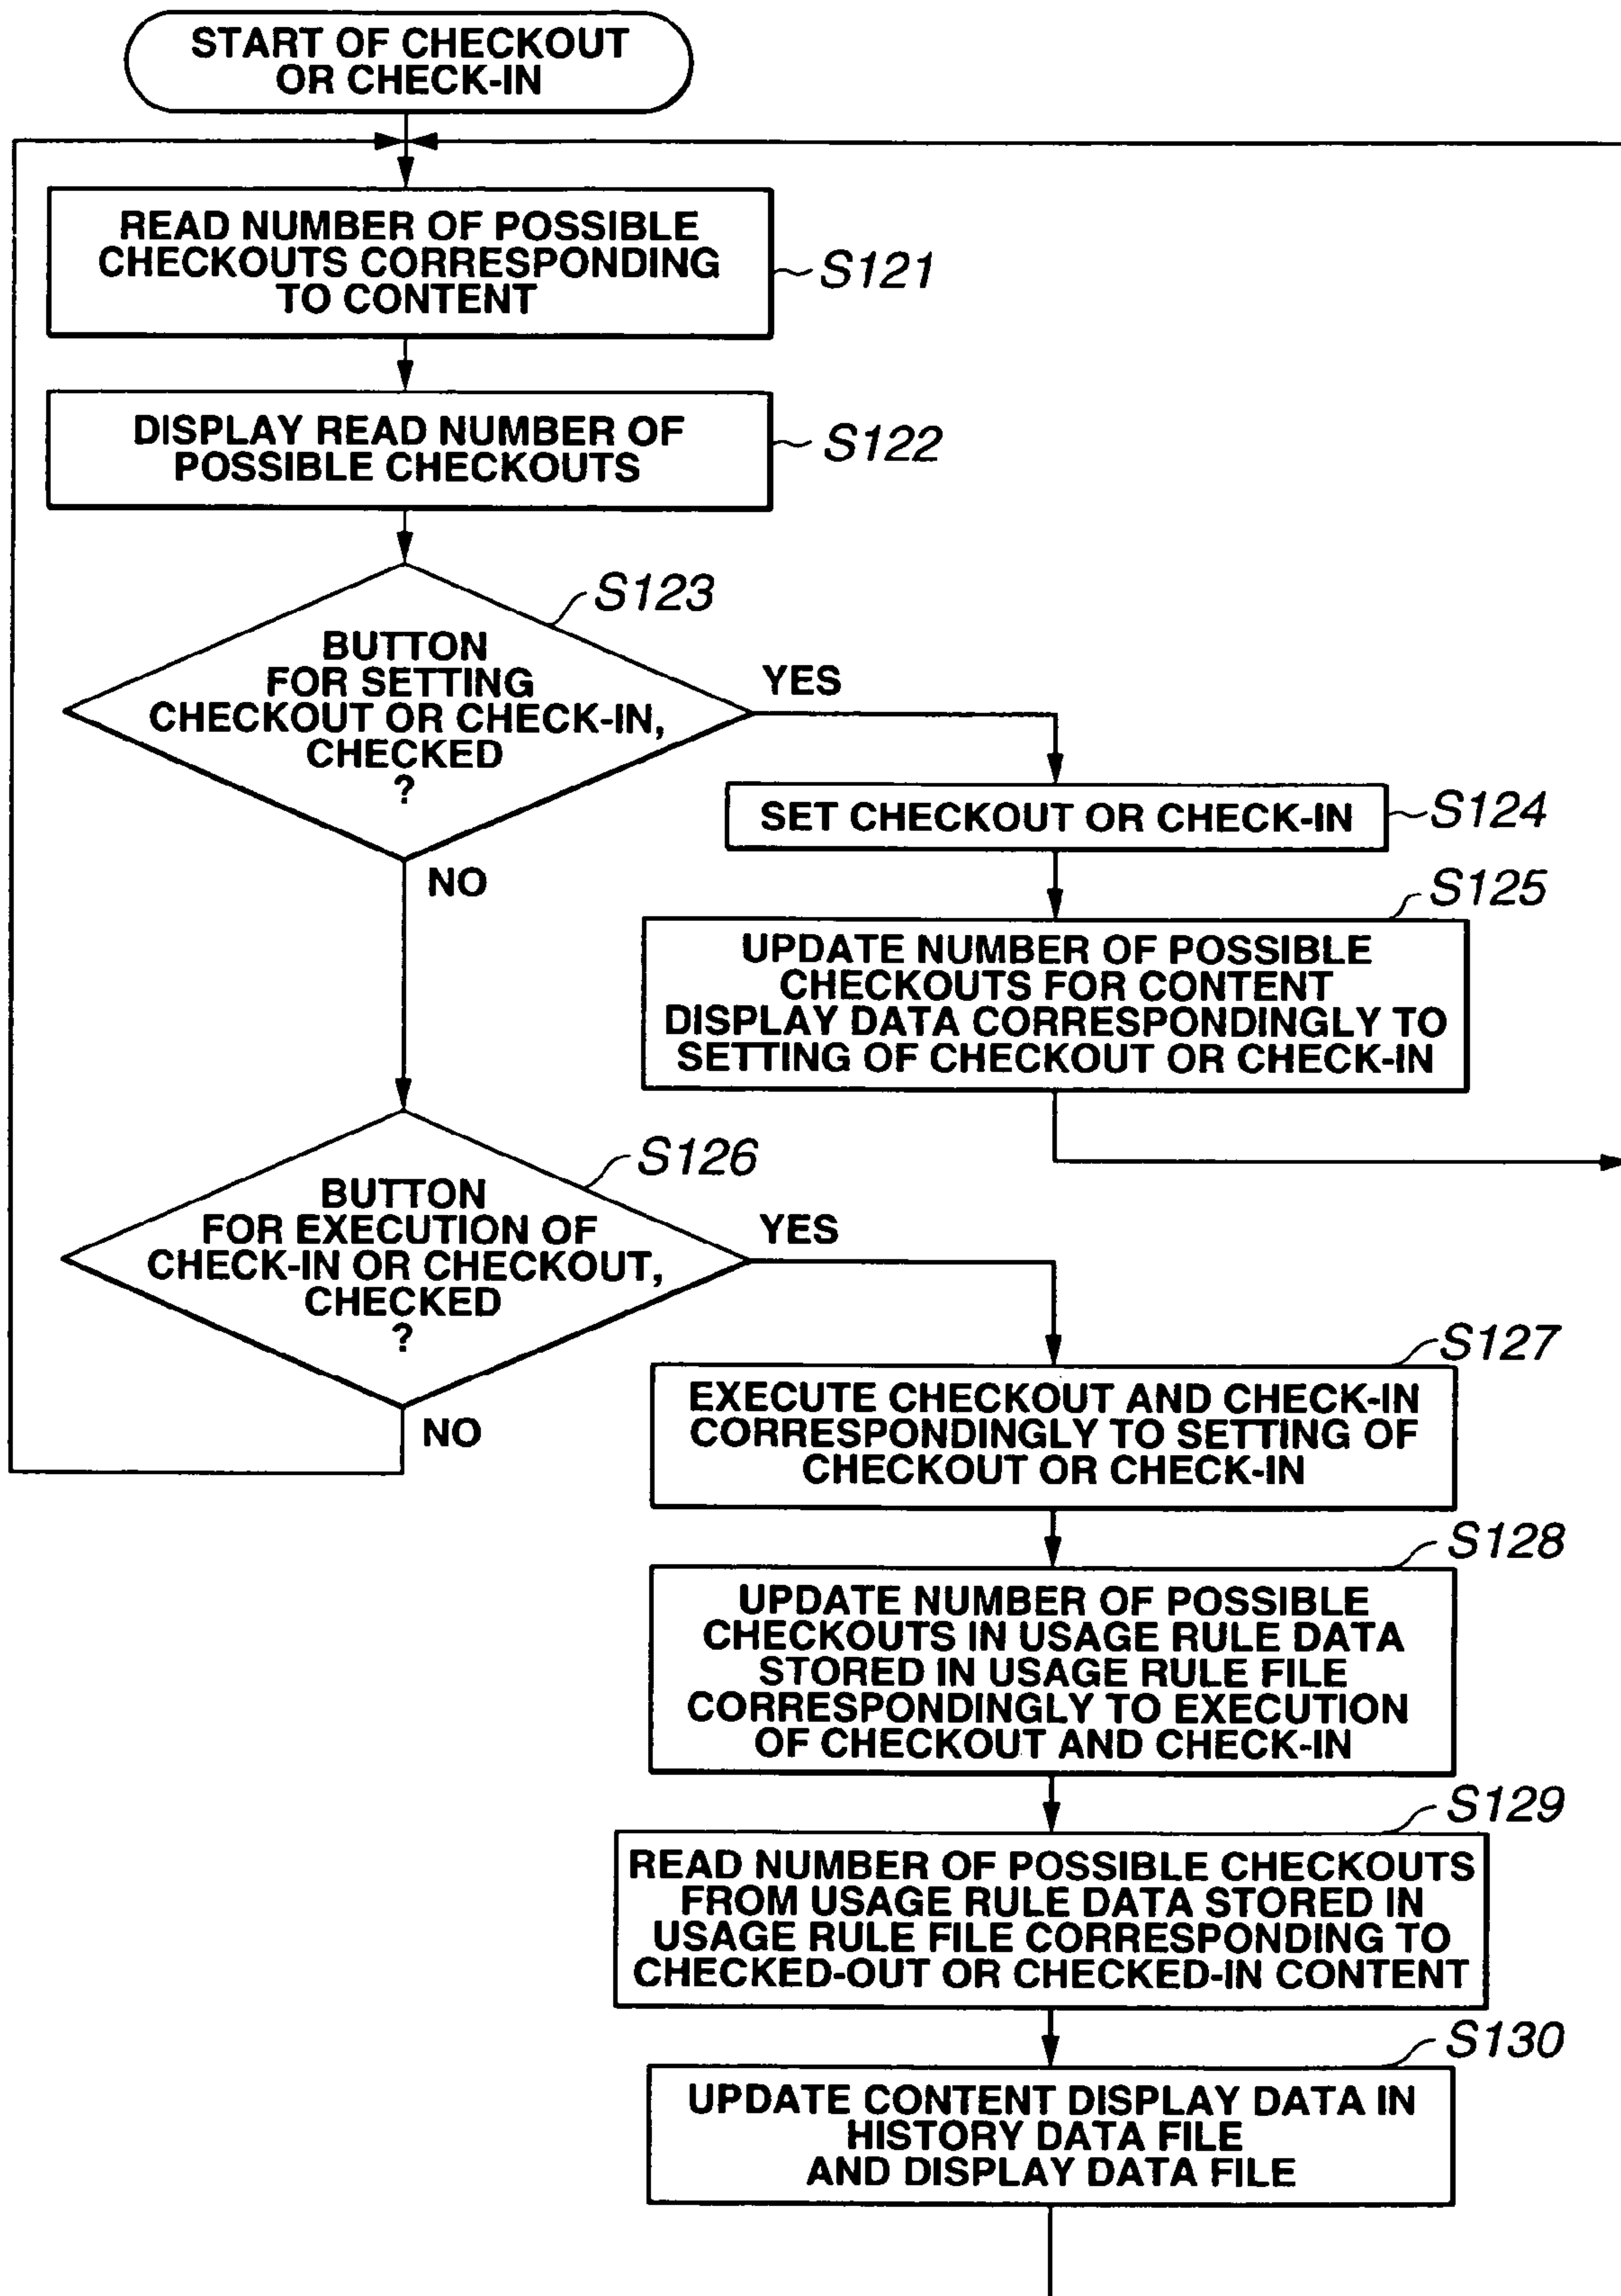 START OF CHECKOUT
OR CHECK-IN
READ NUMBER OF POSSIBLE
CHECKOUTS CORRESPONDING
TO CONTENT
S121
DISPLAY READ NUMBER OF
POSSIBLE CHECKOUTS
S122
S123
BUTTON
FOR SETTING
CHECKOUT OR CHECK-IN,
CHECKED
?
YES
NO
SET CHECKOUT OR CHECK-IN
S124
S125
UPDATE NUMBER OF POSSIBLE
CHECKOUTS FOR CONTENT
DISPLAY DATA CORRESPONDINGLY TO
SETTING OF CHECKOUT OR CHECK-IN
S126
BUTTON
FOR EXECUTION OF
CHECK-IN OR CHECKOUT,
CHECKED
?
YES
NO
S127
EXECUTE CHECKOUT AND CHECK-IN
CORRESPONDINGLY TO SETTING OF
CHECKOUT OR CHECK-IN
S128
UPDATE NUMBER OF POSSIBLE
CHECKOUTS IN USAGE RULE DATA
STORED IN USAGE RULE FILE
CORRESPONDINGLY TO EXECUTION
OF CHECKOUT AND CHECK-IN
S129
READ NUMBER OF POSSIBLE CHECKOUTS
FROM USAGE RULE DATA STORED IN
USAGE RULE FILE CORRESPONDING TO
CHECKED-OUT OR CHECKED-IN CONTENT
S130
UPDATE CONTENT DISPLAY DATA IN
HISTORY DATA FILE
AND DISPLAY DATA FILE